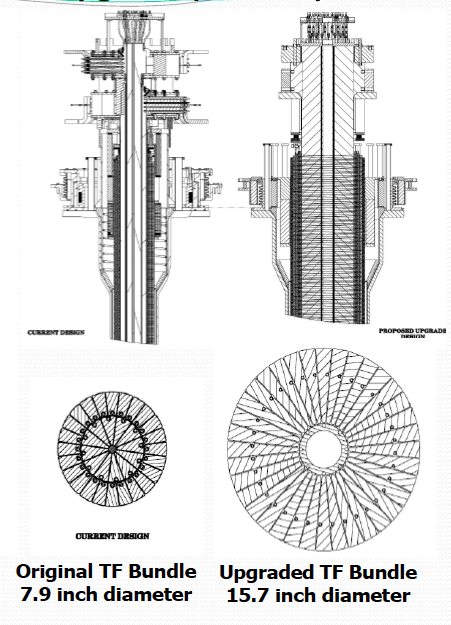 CURRENT DESIGN
PROPOSED UPGRADE
DESIGN
CURRENT DESIGN
Original TF Bundle
7.9 inch diameter
Upgraded TF Bundle
15.7 inch diameter